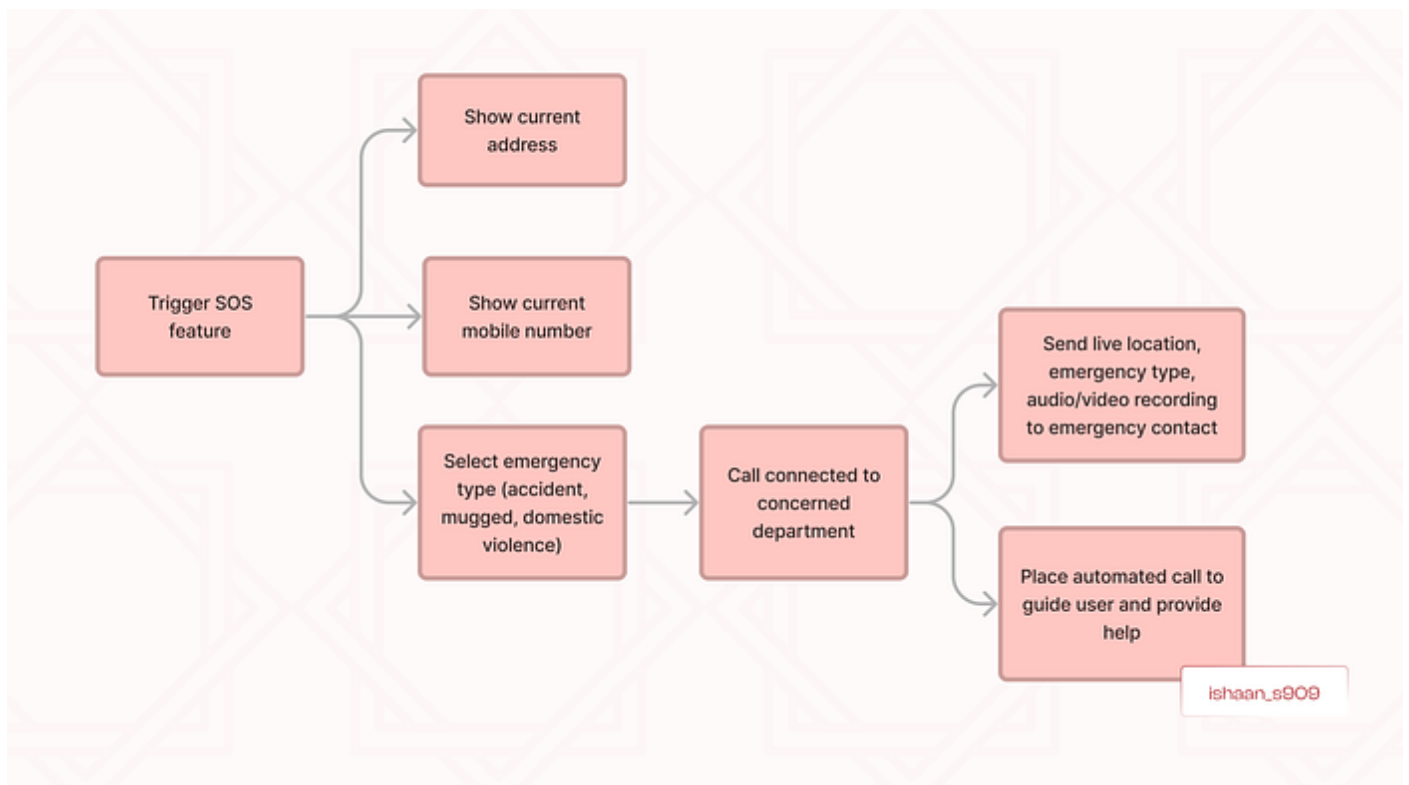 Show current
address
Trigger SOS
feature
Show current
mobile number
Select emergency
type (accident,
mugged, domestic
violence)
Call connected to
concerned
department
Send live location,
emergency type,
audio/video recording
to emergency contact
Place automated call to
guide user and provide
help
ishaan_s909